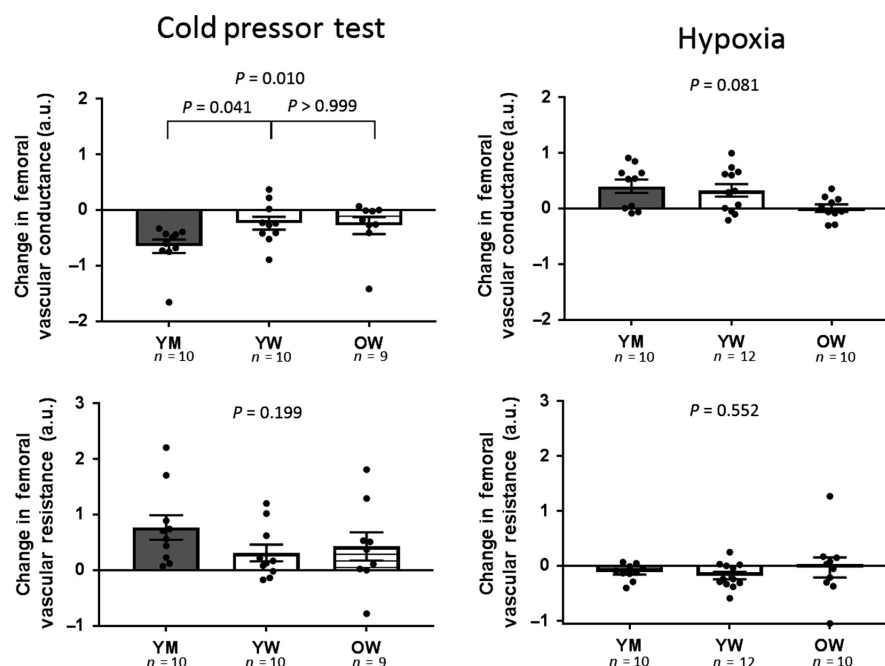 Cold pressor test
P = 0.010
P = 0.041
P > 0.999
Change in femoral
vascular conductance (a.u.)
2
1
0
–1
–2
YM
n = 10
YW
n = 10
OW
n = 9
Hypoxia
P = 0.081
Change in femoral
vascular conductance (a.u.)
2
1
0
–1
–2
YM
n = 10
YW
n = 12
OW
n = 10
P = 0.199
Change in femoral
vascular resistance (a.u.)
3
2
1
0
–1
YM
n = 10
YW
n = 10
OW
n = 9
P = 0.552
Change in femoral
vascular resistance (a.u.)
3
2
1
0
–1
YM
n = 10
YW
n = 12
OW
n = 10